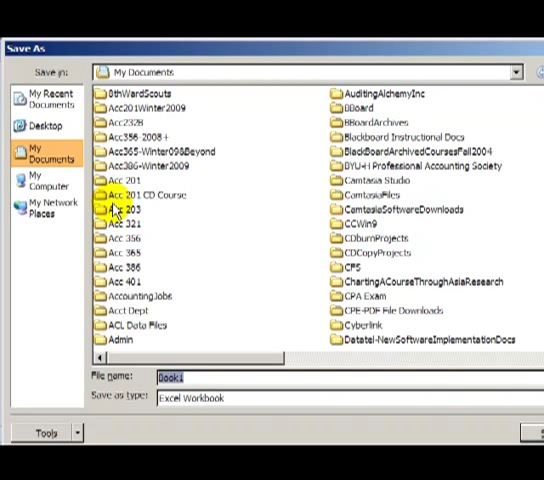 Save As
Save in:
My Documents
My Recent
Documents
Desktop
My
Documents
My
Computer
My Network
Places
8thWardScouts
Acc201Winter2009
Acc232B
Acc356-2008+
Acc365-Winter09&Beyond
Acc386-Winter2009
Acc 201
Acc 201 CD Course
Acc 203
Acc 321
Acc 356
Acc 365
Acc 386
Acc 401
AccountingJobs
Acct Dept
ACL Data Files
Admin
AuditingAlchemyInc
BBoard
BBoardArchives
Blackboard Instructional Docs
BlackBoardArchivedCoursesFall2004
BYU-H Professional Accounting Society
Camtasia Studio
CamtasiaFiles
CamtasiaSoftwareDownloads
CCWin9
CDburnProjects
CDCopyProjects
CFS
ChartingACourseThroughAsiaResearch
CPA Exam
CPE-PDF File Downloads
Cyberlink
Datatel-NewSoftwareImplementationDocs
File name:
Book1
Save as type:
Excel Workbook
Tools